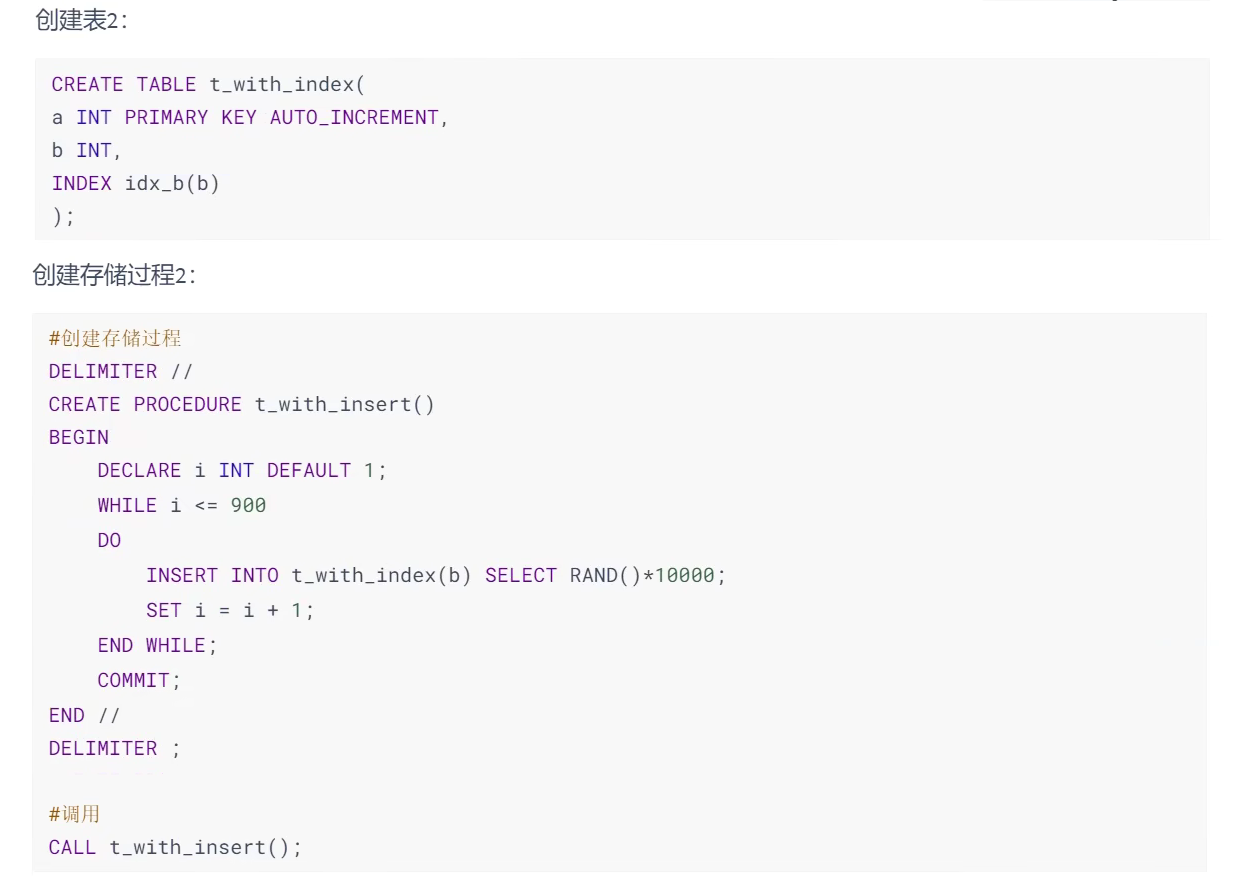 创建表2：
CREATE TABLE t_with_index(
a INT PRIMARY KEY AUTO_INCREMENT,
b INT,
INDEX idx_b(b)
);
创建存储过程2：
#创建存储过程
DELIMITER //
CREATE PROCEDURE t_with_insert()
BEGIN
    DECLARE i INT DEFAULT 1;
    WHILE i <= 900
    DO
        INSERT INTO t_with_index(b) SELECT RAND()*10000;
        SET i = i + 1;
    END WHILE;
    COMMIT;
END //
DELIMITER ;
#调用
CALL t_with_insert();